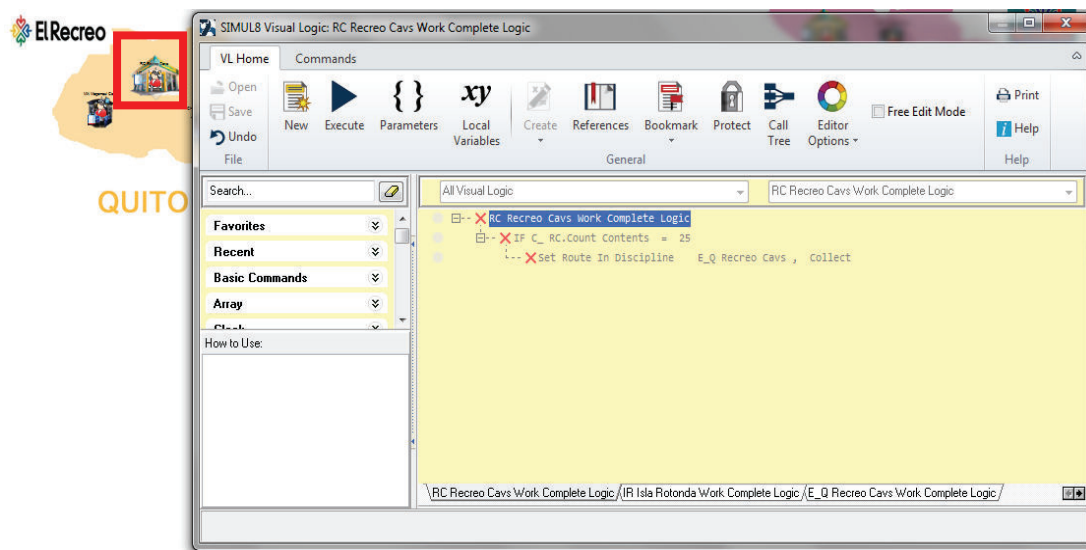 El Recreo
QUITO
SIMUL8 Visual Logic: RC Recreo Cavs Work Complete Logic
VL Home Commands
Open
Save
Undo
File
New
Execute
Parameters
xy
Local Variables
Create
References
Bookmark
Protect
Call Tree
Editor Options
Free Edit Mode
General
Print
Help
Help
Search...
All Visual Logic
RC Recreo Cavs Work Complete Logic
Favorites
Recent
Basic Commands
Array
How to Use:
RC Recreo Cavs Work Complete Logic
IF C_ RC.Count Contents = 25
Set Route In Discipline E_Q Recreo Cavs , Collect
RC Recreo Cavs Work Complete Logic / IR Isla Rotonda Work Complete Logic / E_Q Recreo Cavs Work Complete Logic /